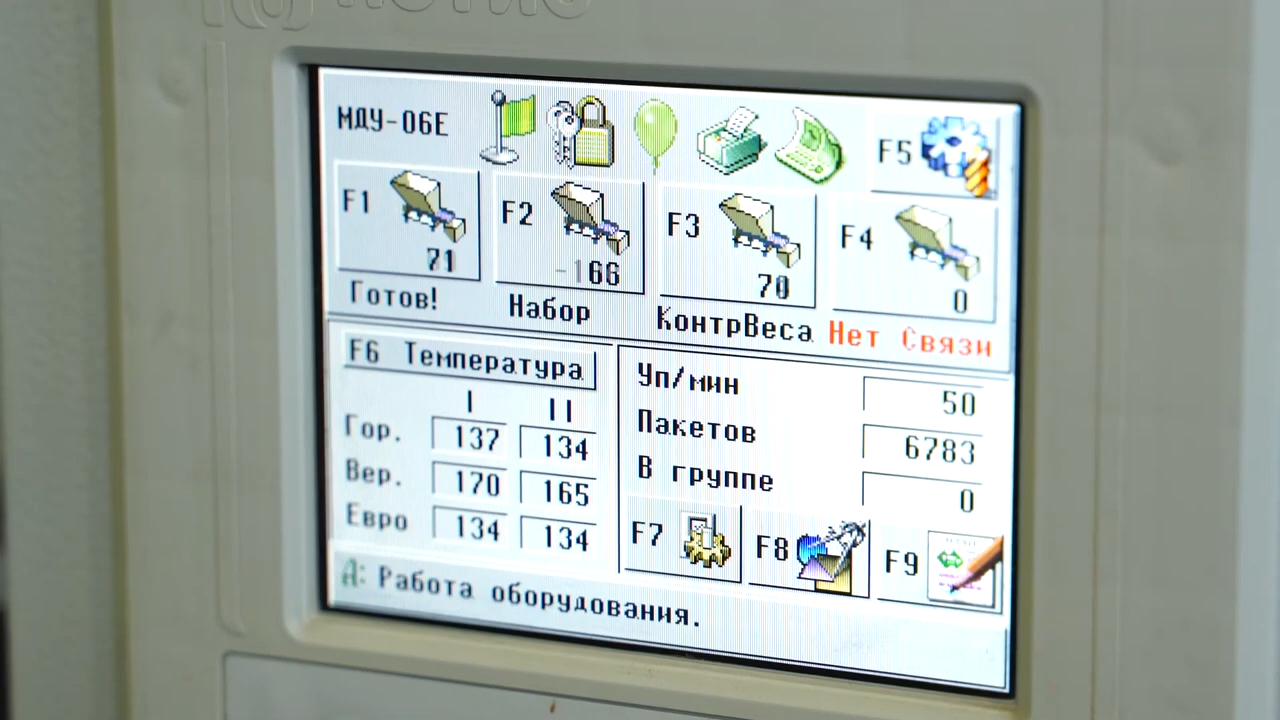 МДУ-06Е
F5
F1 71
F2 -166
F3 70
F4 0
Готов! Набор КонтрВеса Нет Связи
F6 Температура
I II
Гор. 137 134
Вер. 170 165
Евро 134 134
Уп/мин 50
Пакетов 6783
В группе 0
F7 F8 F9
А: Работа оборудования.